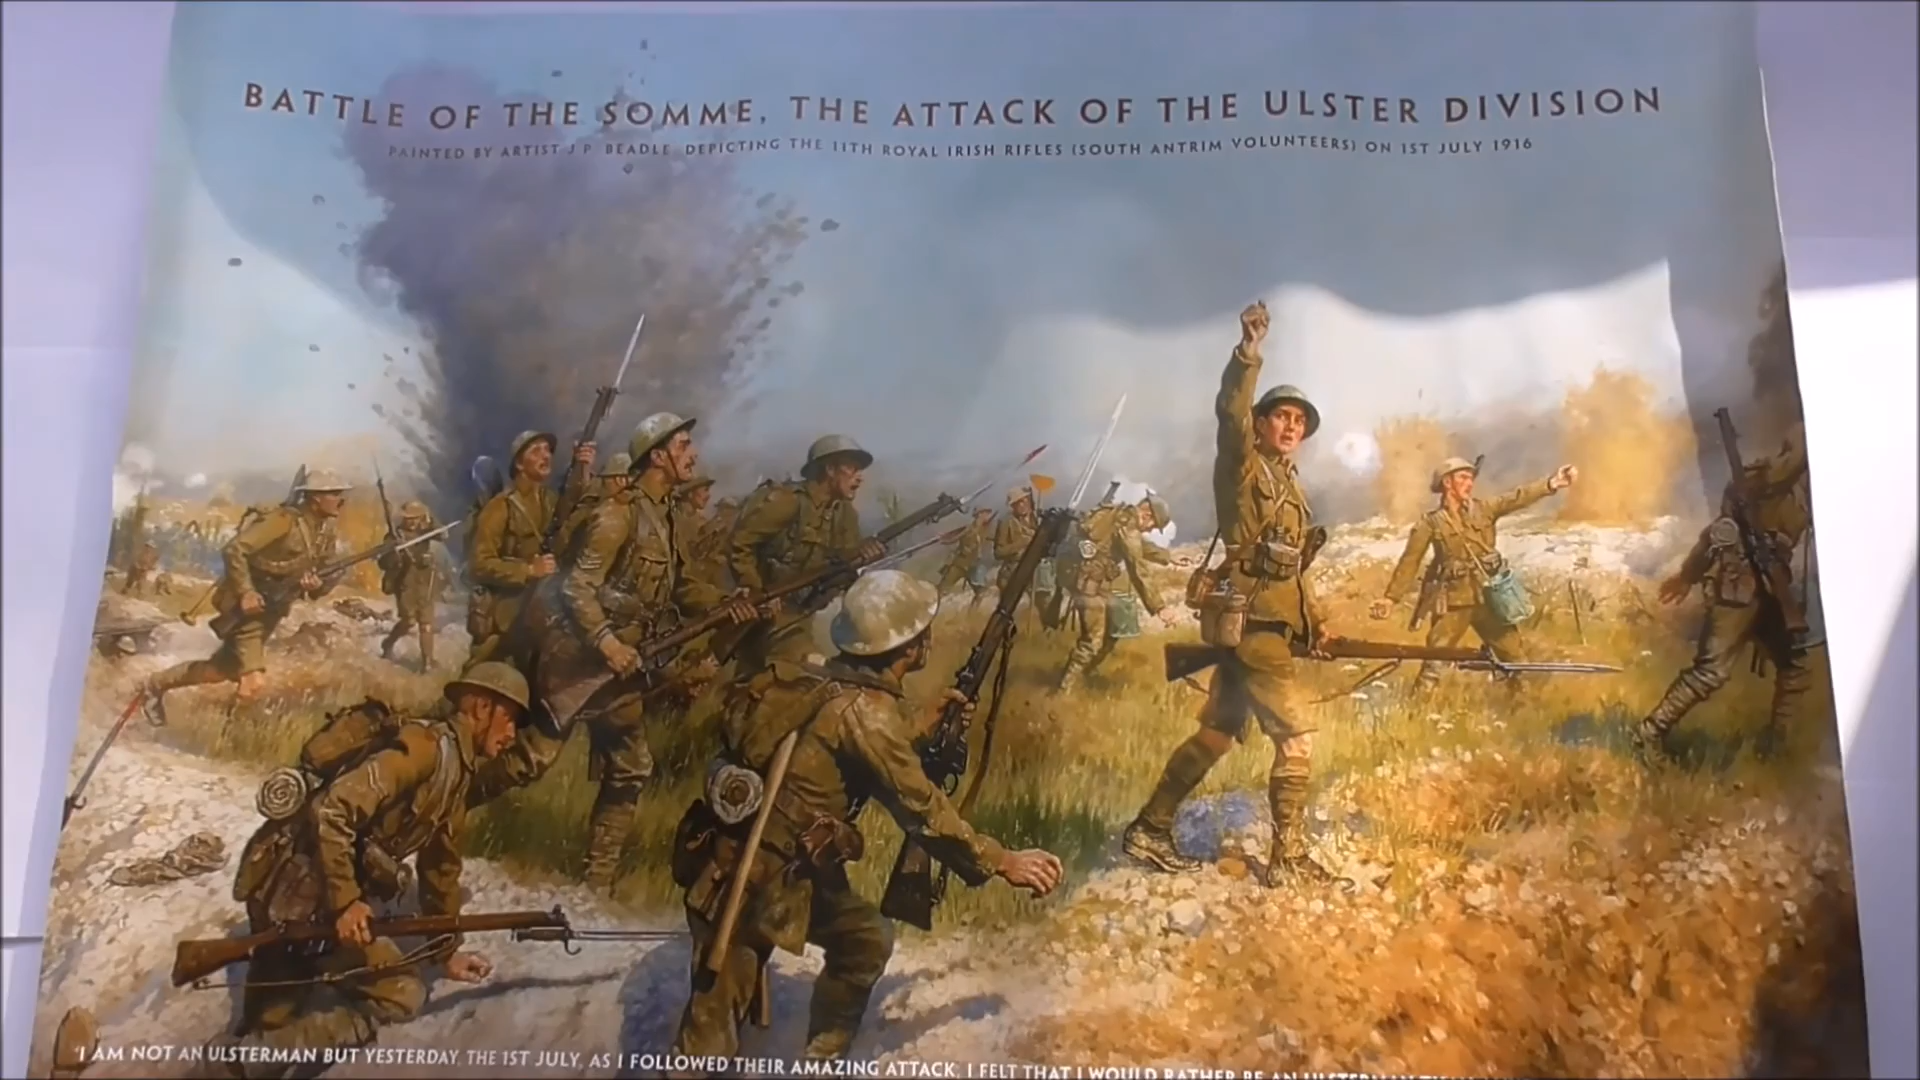 BATTLE OF THE SOMME, THE ATTACK OF THE ULSTER DIVISION
PAINTED BY ARTIST J.P. BEADLE DEPICTING THE 11TH ROYAL IRISH RIFLES (SOUTH ANTRIM VOLUNTEERS) ON 1ST JULY 1916
'I AM NOT AN ULSTERMAN BUT YESTERDAY, THE 1ST JULY, AS I FOLLOWED THEIR AMAZING ATTACK, I FELT THAT I WOULD RATHER BE AN ULSTERMAN